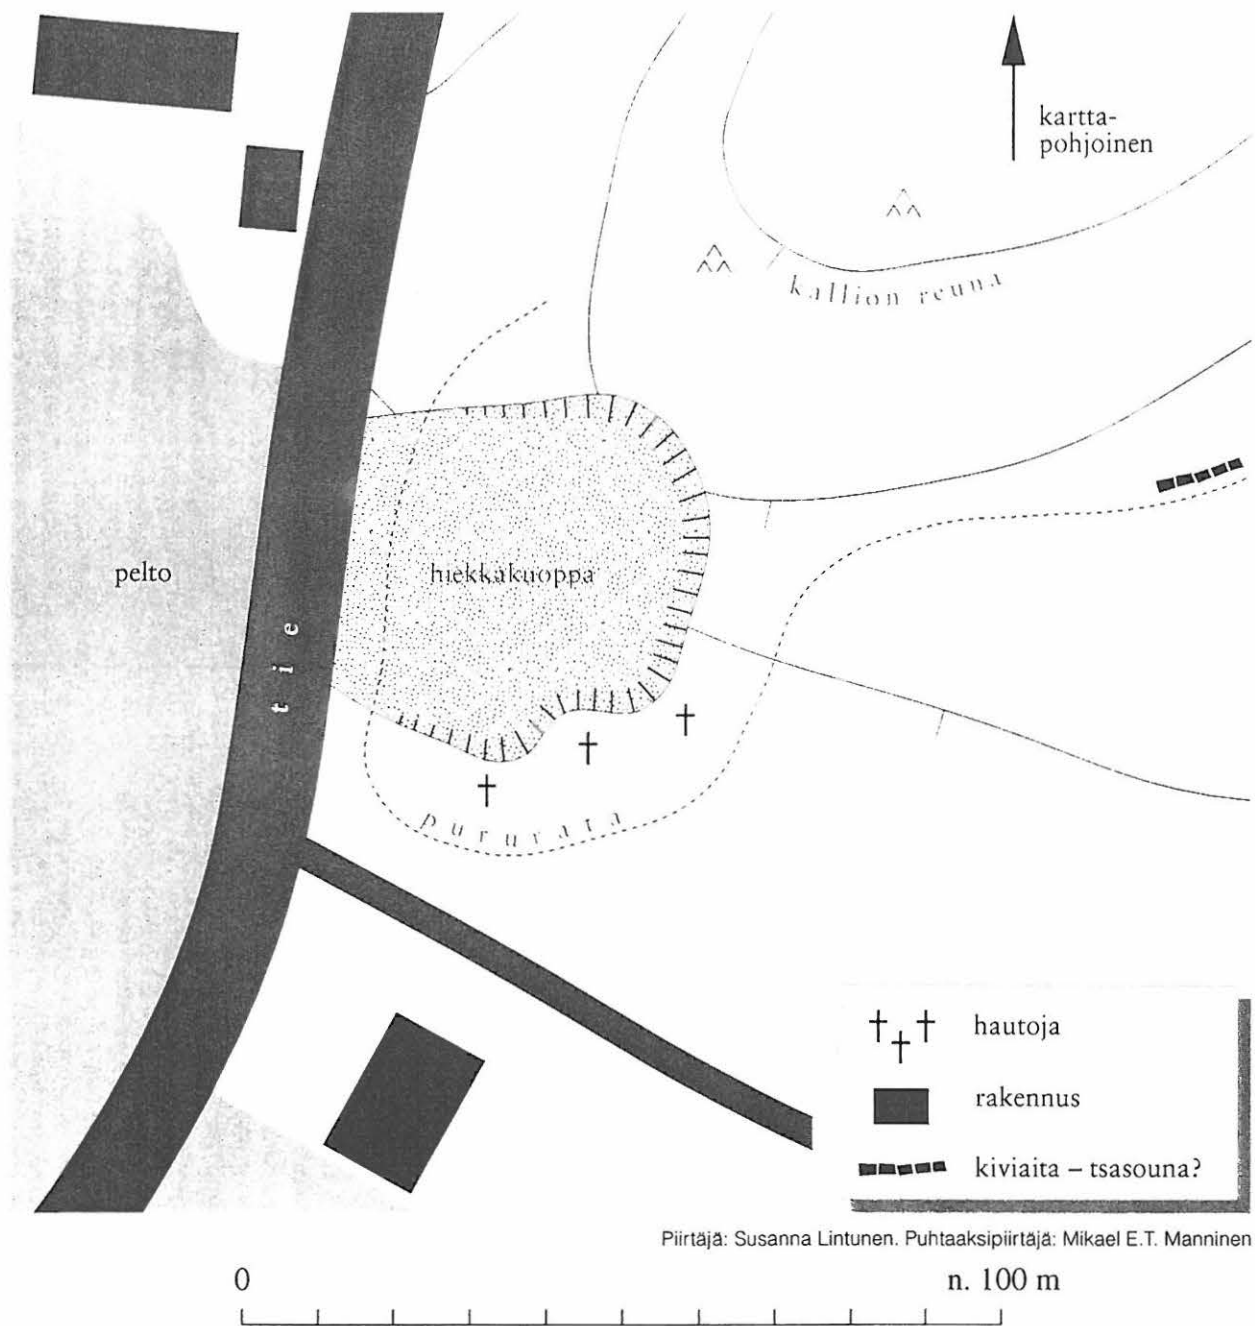 kartta-
pohjoinen
kallion reuna
pelto
hiekkakuoppa
tie
pururata
hautoja
rakennus
kiviaita – tsasouna?
Piirtäjä: Susanna Lintunen. Puhtaaksipiirtäjä: Mikael E.T. Manninen
0
n. 100 m